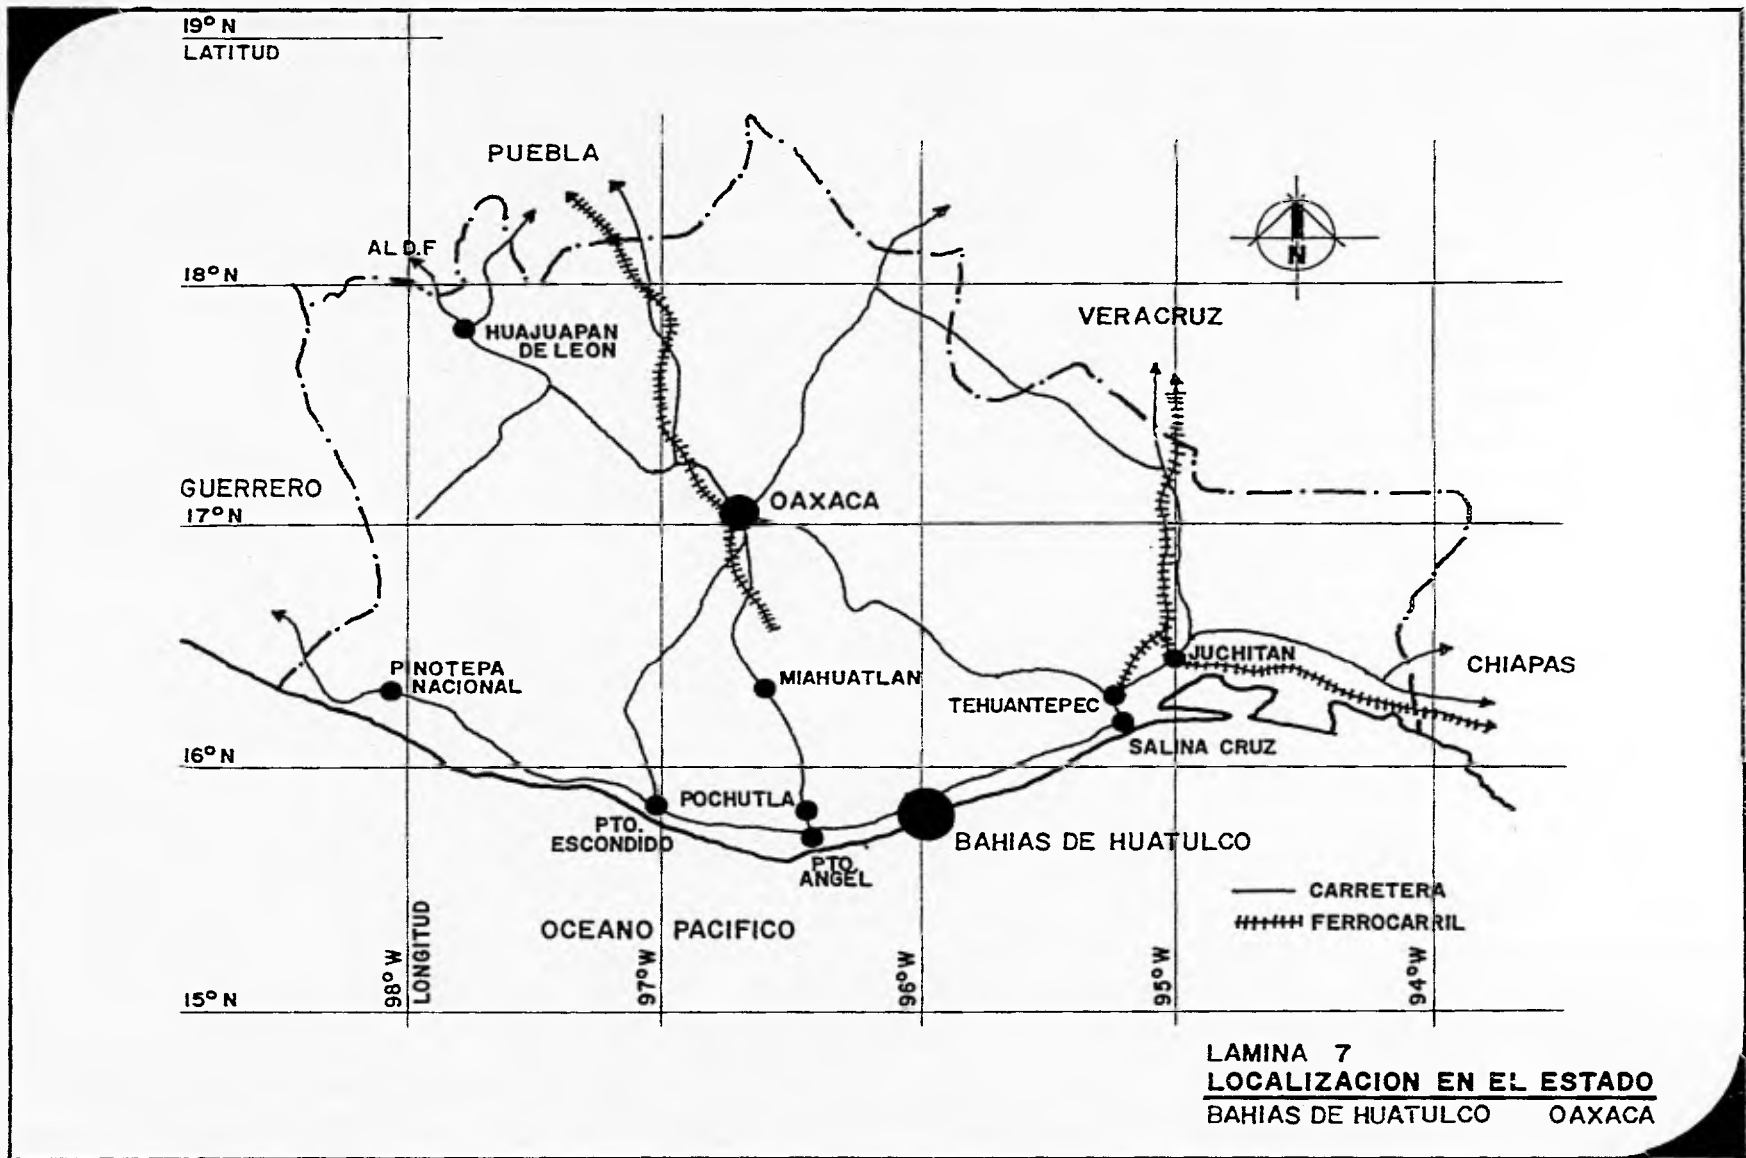 19° N
LATITUD
PUEBLA
AL D.F
18° N
HUAJUAPAN
DE LEON
VERACRUZ
N
GUERRERO
17° N
OAXACA
PINOTEPA
NACIONAL
MIAHUATLAN
JUCHITAN
CHIAPAS
TEHUANTEPEC
SALINA CRUZ
16° N
POCHUTLA
PTO.
ESCONDIDO
BAHIAS DE HUATULCO
PTO.
ANGEL
CARRETERA
FERROCARRIL
OCEANO PACIFICO
98° W
LONGITUD
97° W
96° W
95° W
94° W
15° N
LAMINA 7
LOCALIZACION EN EL ESTADO
BAHIAS DE HUATULCO OAXACA